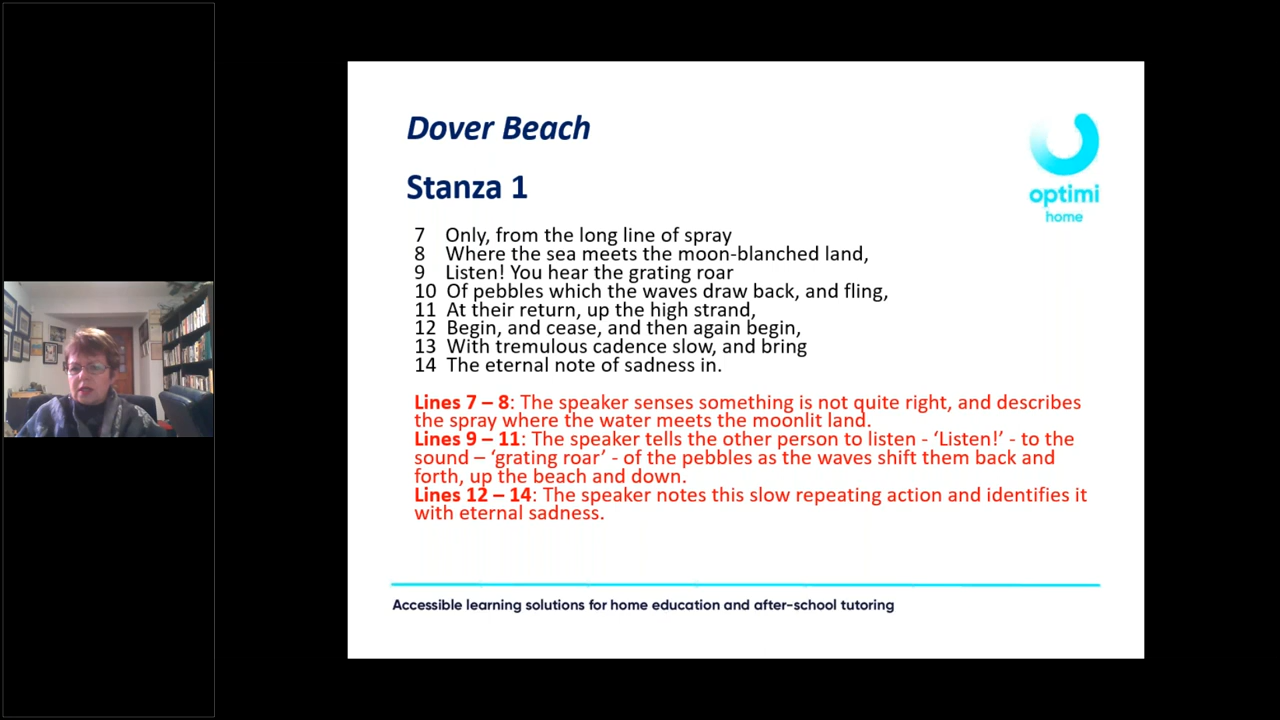 Dover Beach
Stanza 1
optimi
home
7 Only, from the long line of spray
8 Where the sea meets the moon-blanched land,
9 Listen! You hear the grating roar
10 Of pebbles which the waves draw back, and fling,
11 At their return, up the high strand,
12 Begin, and cease, and then again begin,
13 With tremulous cadence slow, and bring
14 The eternal note of sadness in.
Lines 7 – 8: The speaker senses something is not quite right, and describes
the spray where the water meets the moonlit land.
Lines 9 – 11: The speaker tells the other person to listen - ‘Listen!’ - to the
sound – ‘grating roar’ - of the pebbles as the waves shift them back and
forth, up the beach and down.
Lines 12 – 14: The speaker notes this slow repeating action and identifies it
with eternal sadness.
Accessible learning solutions for home education and after-school tutoring